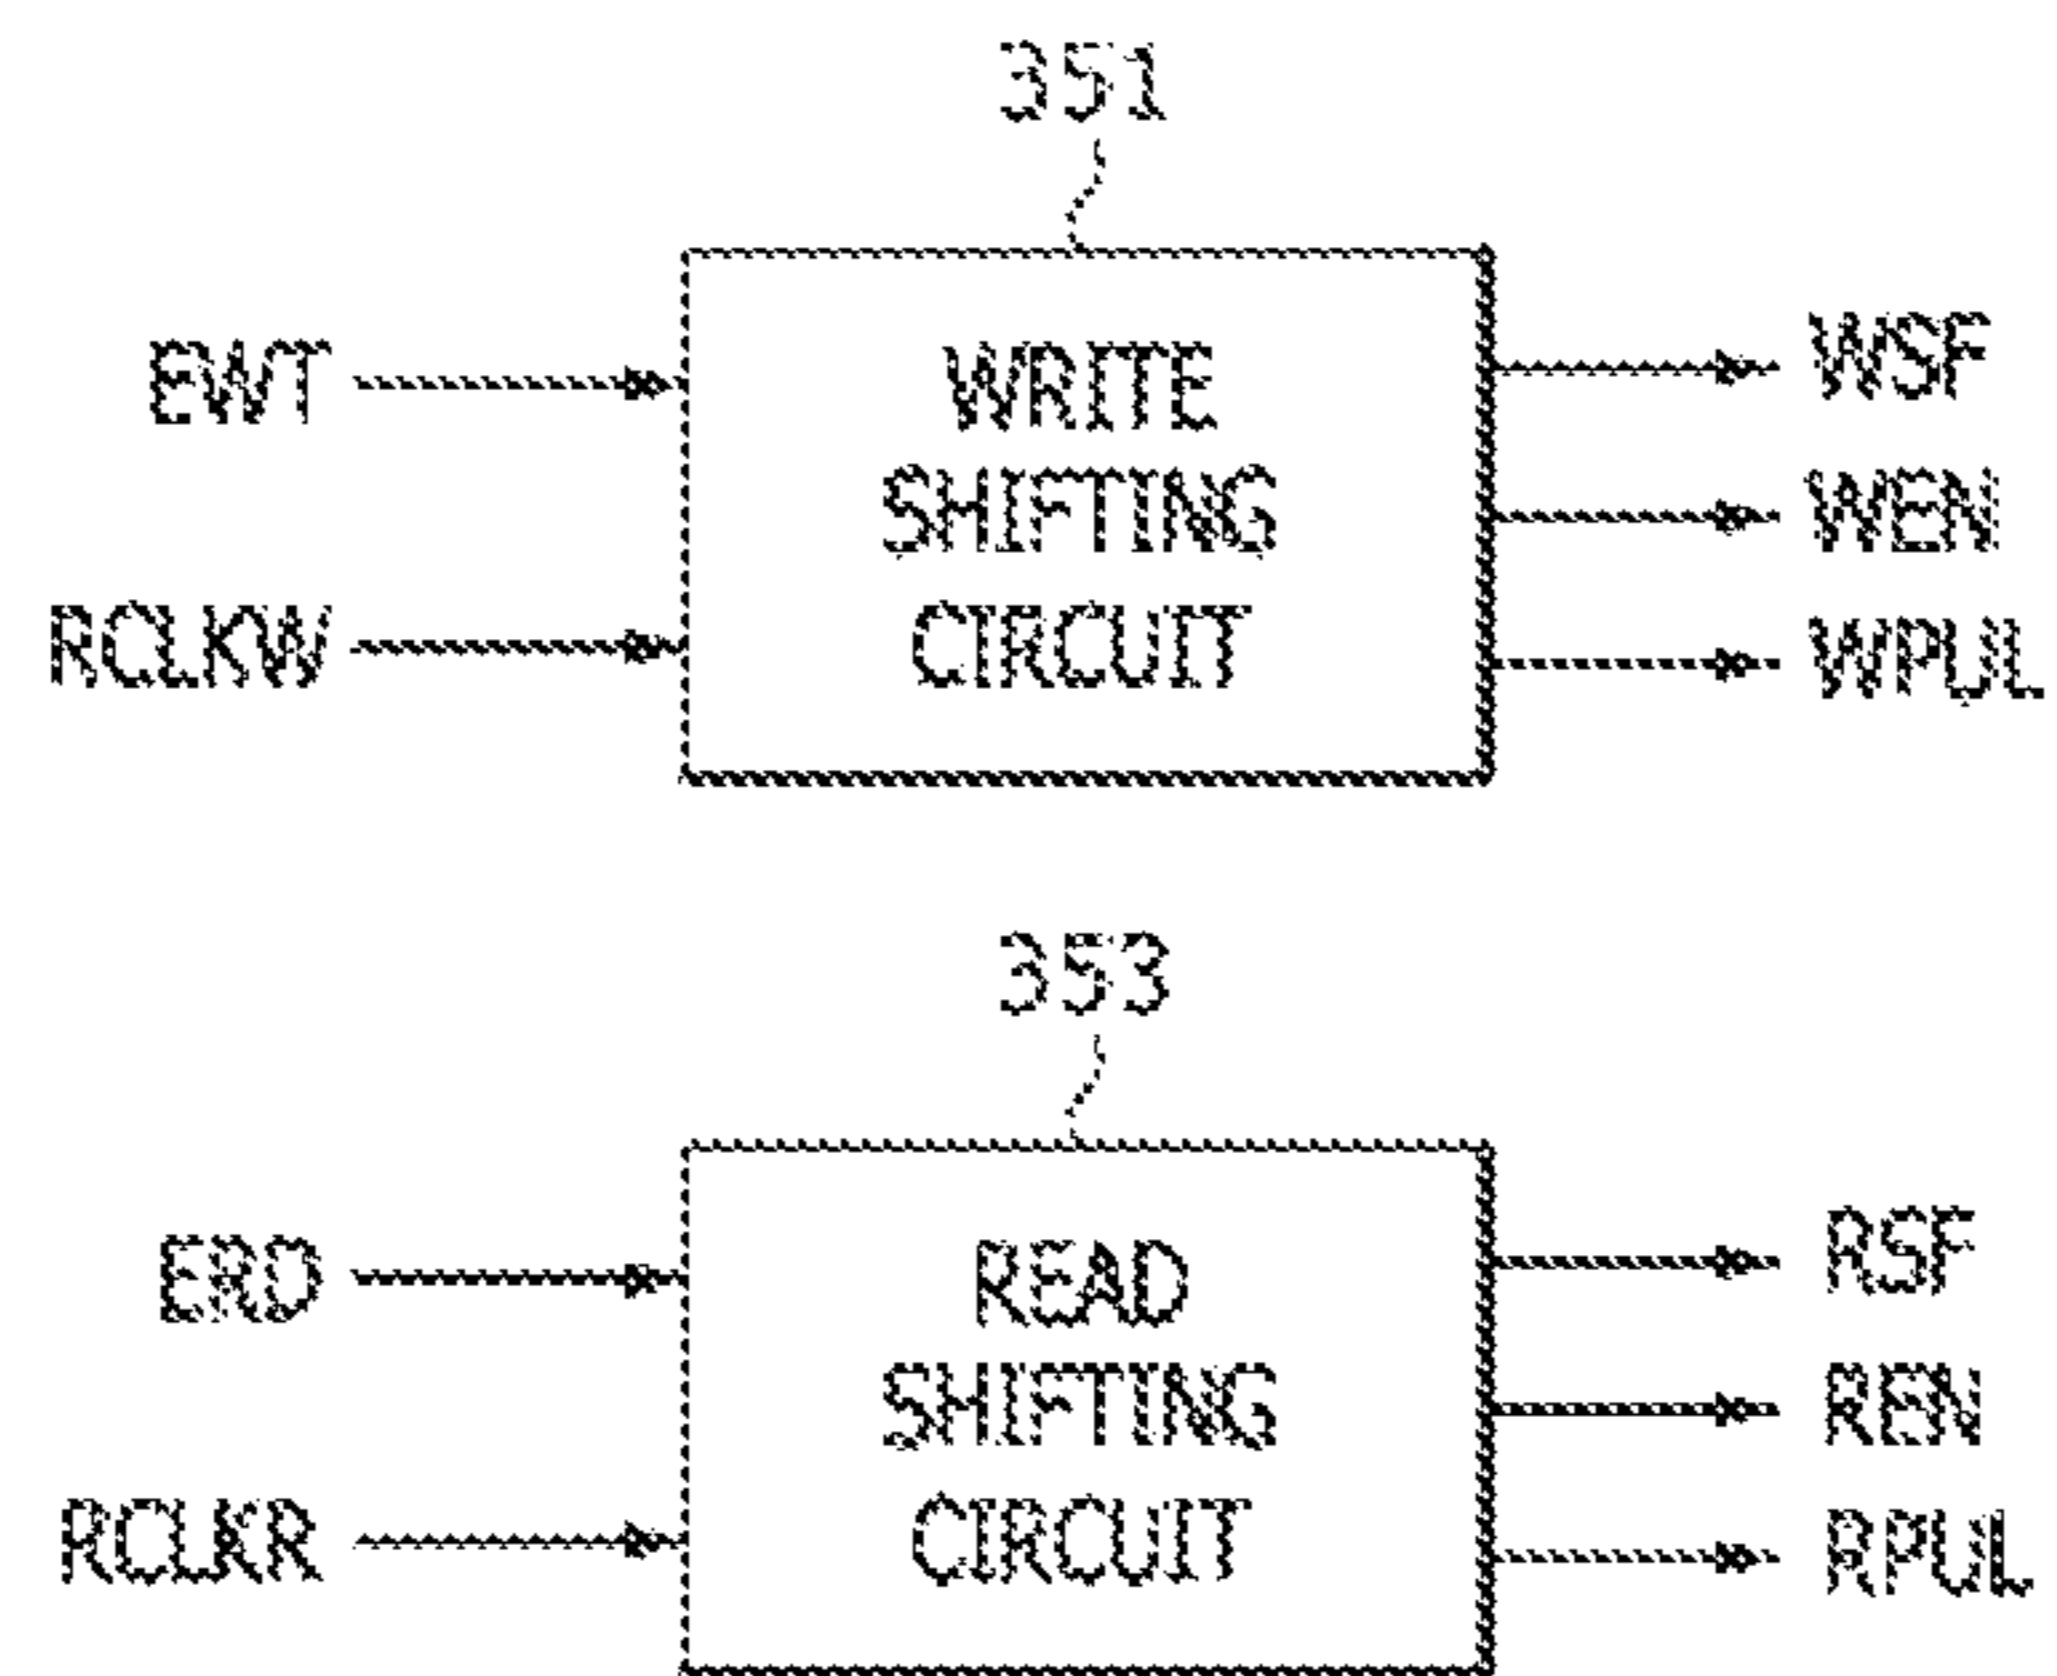 351
EWT
RCLKW
WRITE
SHIFTING
CIRCUIT
WSF
WEN
WPUL
353
ERD
RCLKR
READ
SHIFTING
CIRCUIT
RSF
REN
RPUL